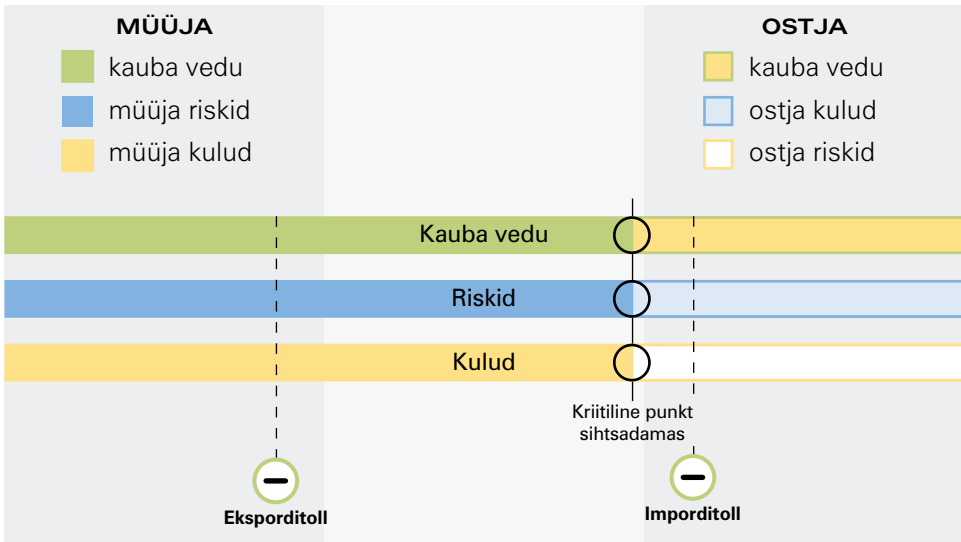 MÜÜJA
kauba vedu
müüja riskid
müüja kulud
OSTJA
kauba vedu
ostja kulud
ostja riskid
Kauba vedu
Riskid
Kulud
Kriitiline punkt
sihtsadamas
Eksporditoll
Imporditoll